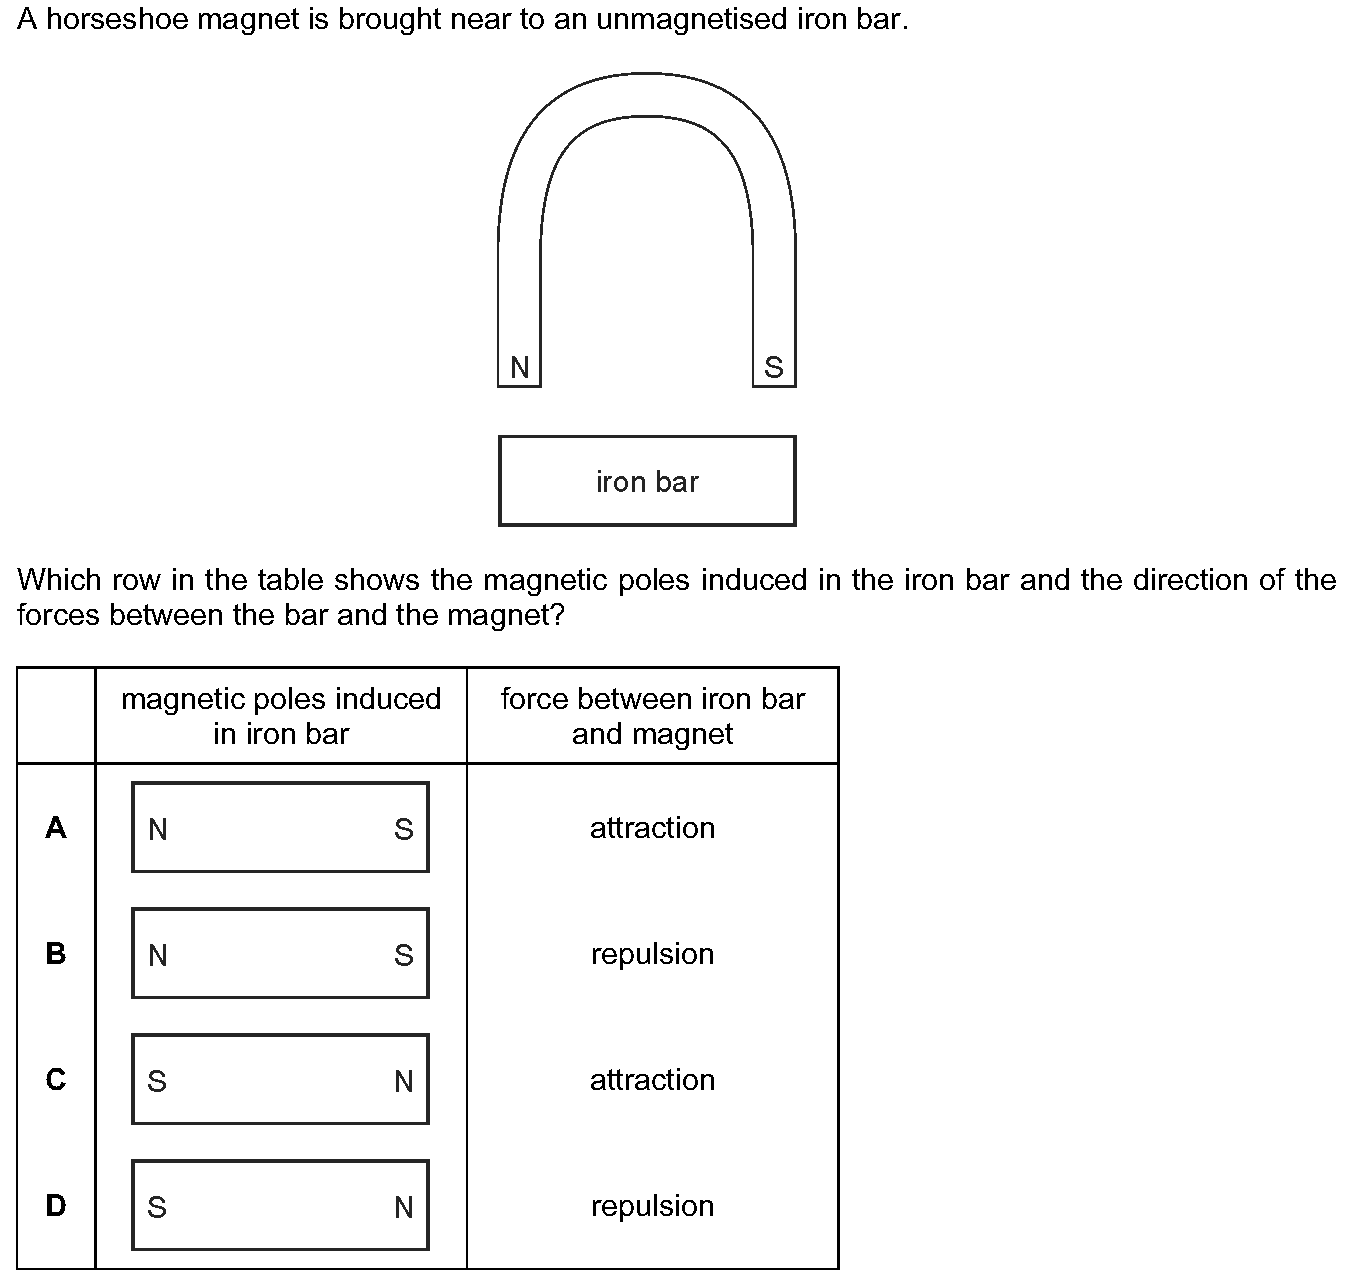 A horseshoe magnet is brought near to an unmagnetised iron bar.
N S
iron bar
Which row in the table shows the magnetic poles induced in the iron bar and the direction of the
forces between the bar and the magnet?
magnetic poles induced
in iron bar
force between iron bar
and magnet
A N S attraction
B N S repulsion
C S N attraction
D S N repulsion